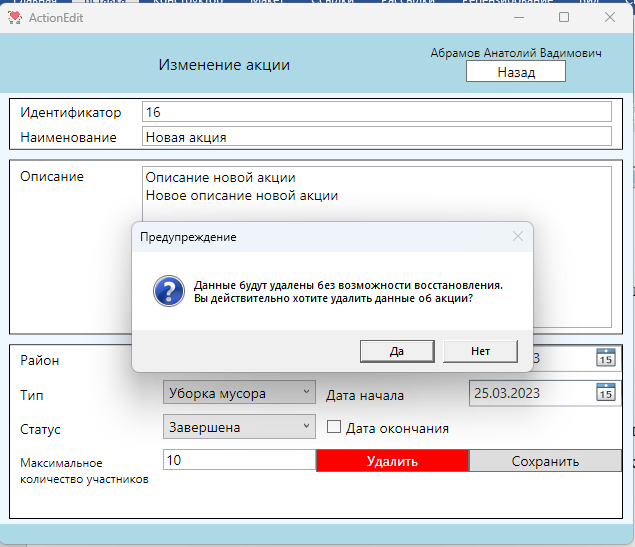 ActionEdit
Изменение акции
Абрамов Анатолий Вадимович
Назад
Идентификатор 16
Наименование Новая акция
Описание Описание новой акции
Новое описание новой акции
Предупреждение
Данные будут удалены без возможности восстановления.
Вы действительно хотите удалить данные об акции?
Да Нет
Район 3 15
Тип Уборка мусора Дата начала 25.03.2023 15
Статус Завершена Дата окончания
Максимальное
количество участников 10 Удалить Сохранить